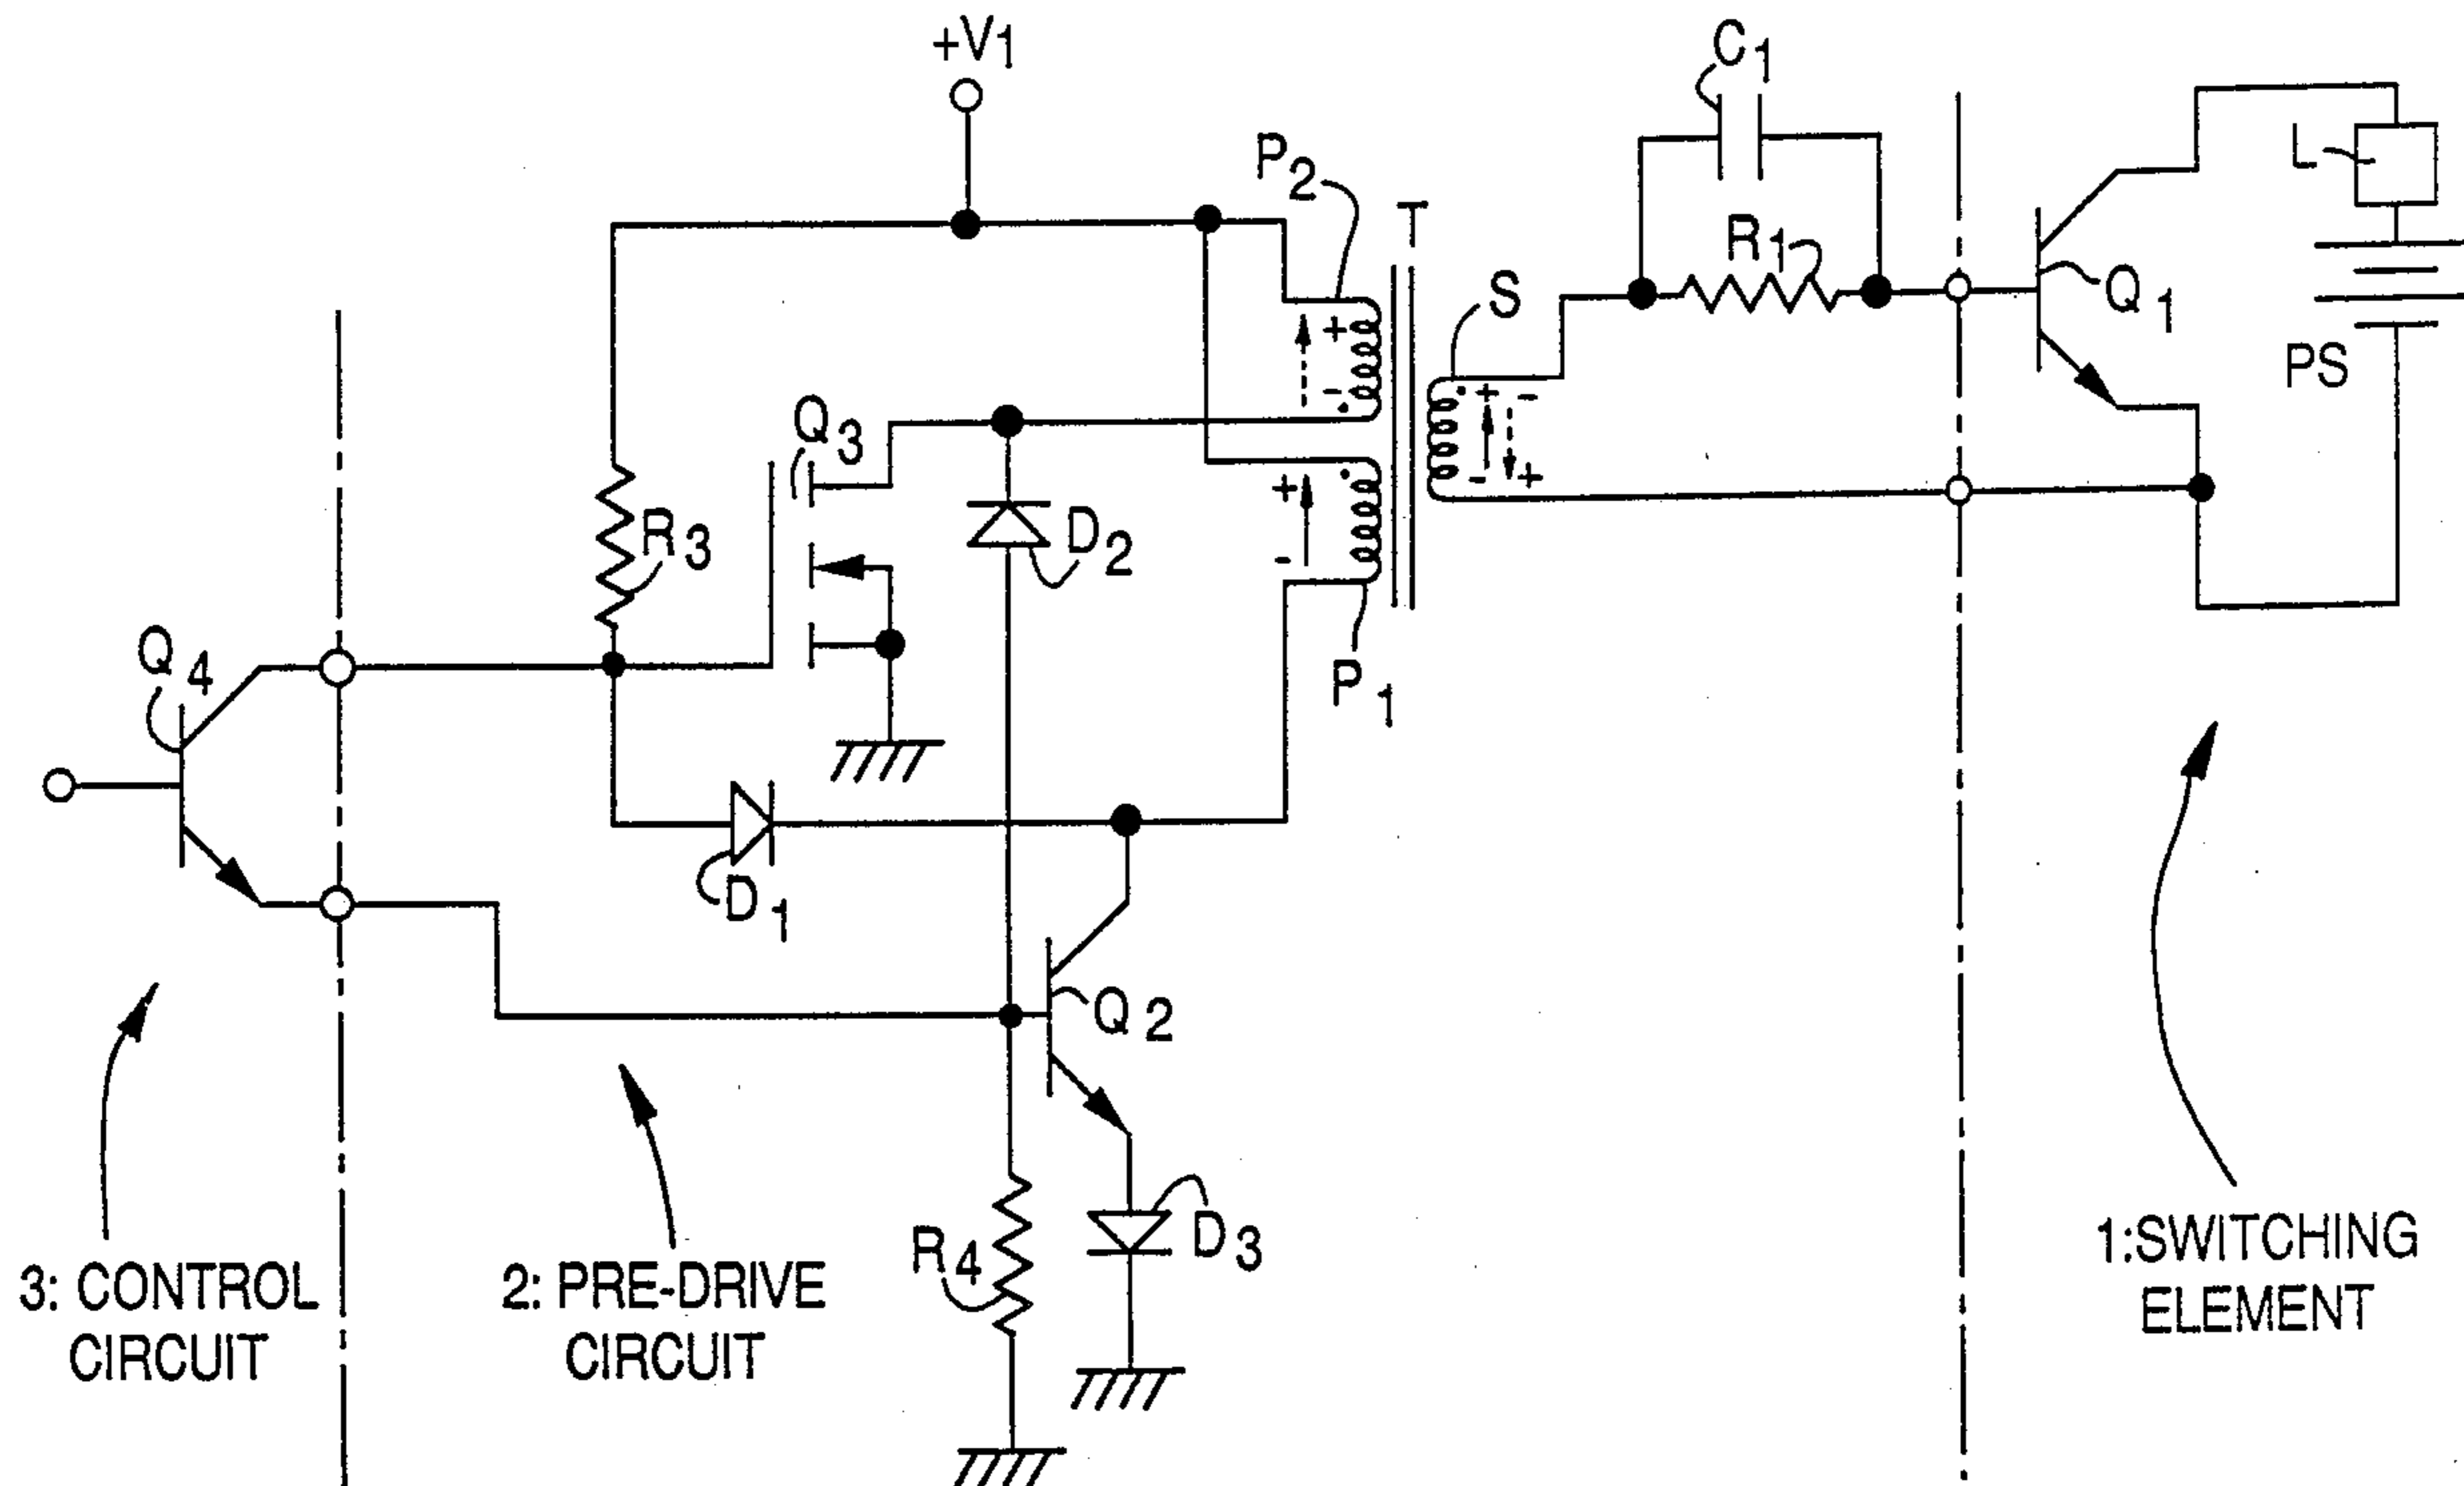 +V1
C1
P2
T
L
R1
S
Q1
PS
Q3
R3
D2
Q4
P1
D1
Q2
R4
D3
3: CONTROL
CIRCUIT
2: PRE-DRIVE
CIRCUIT
1:SWITCHING
ELEMENT